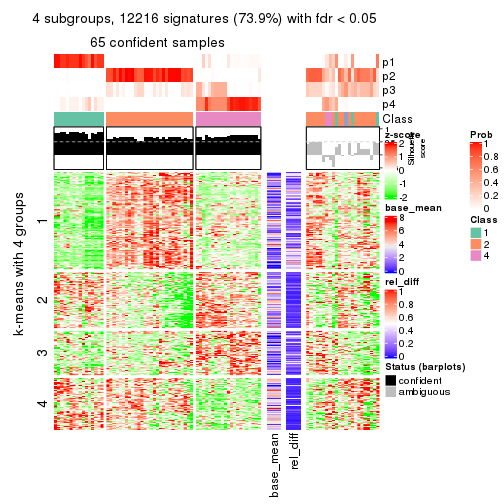 4 subgroups, 12216 signatures (73.9%) with fdr < 0.05
65 confident samples
p1
p2
p3
p4
Class
1
Silhouette
score
k-means with 4 groups
1
2
3
4
base_mean
rel_diff
z-score
2
1
0
-1
-2
base_mean
8
6
4
2
0
rel_diff
1
0.8
0.6
0.4
0.2
0
Status (barplots)
confident
ambiguous
Prob
1
0.8
0.6
0.4
0.2
0
Class
1
2
4